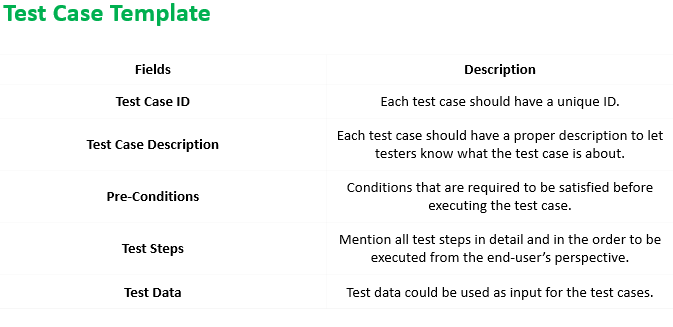 Test Case Template
Fields
Description
Test Case ID
Each test case should have a unique ID.
Test Case Description
Each test case should have a proper description to let
testers know what the test case is about.
Pre-Conditions
Conditions that are required to be satisfied before
executing the test case.
Test Steps
Mention all test steps in detail and in the order to be
executed from the end-user’s perspective.
Test Data
Test data could be used as input for the test cases.